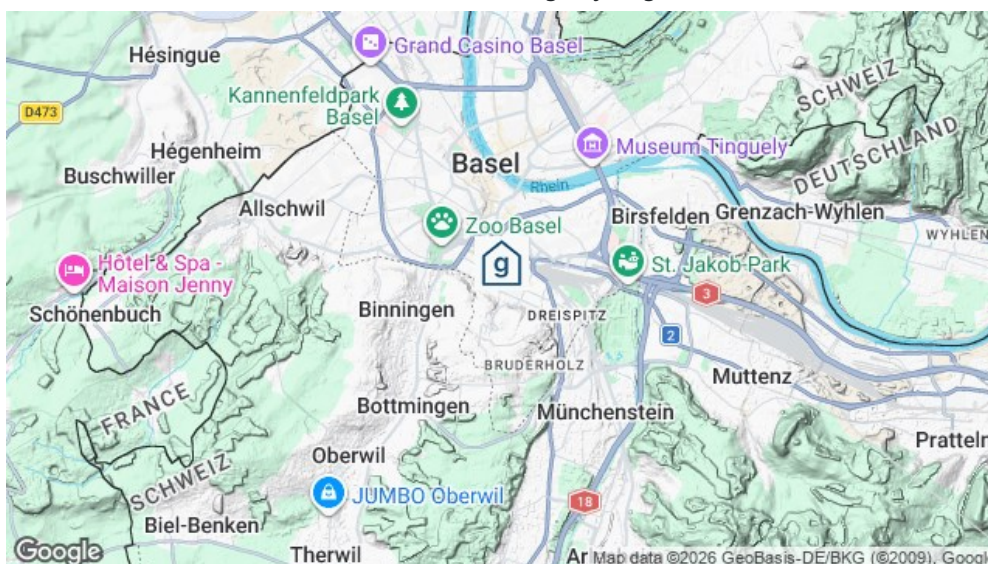 Hésingue
Grand Casino Basel
Kannenfeldpark
Basel
D473
SCHWEIZ
DEUTSCHLAND
Hégenheim
Buschwiller
Basel
Museum Tinguely
Rhein
Allschwil
Zoo Basel
Birsfelden
Grenzach-Wyhlen
WYHLEN
g
Hôtel & Spa -
Maison Jenny
St. Jakob-Park
3
Schönenbuch
Binningen
DREISPITZ
2
BRUDERHOLZ
Muttenz
FRANCE
Bottmingen
Münchenstein
Pratteln
Oberwil
SCHWEIZ
JUMBO Oberwil
18
Biel-Benken
Therwil
Ar
Google
Map data ©2026 GeoBasis-DE/BKG (©2009), Google